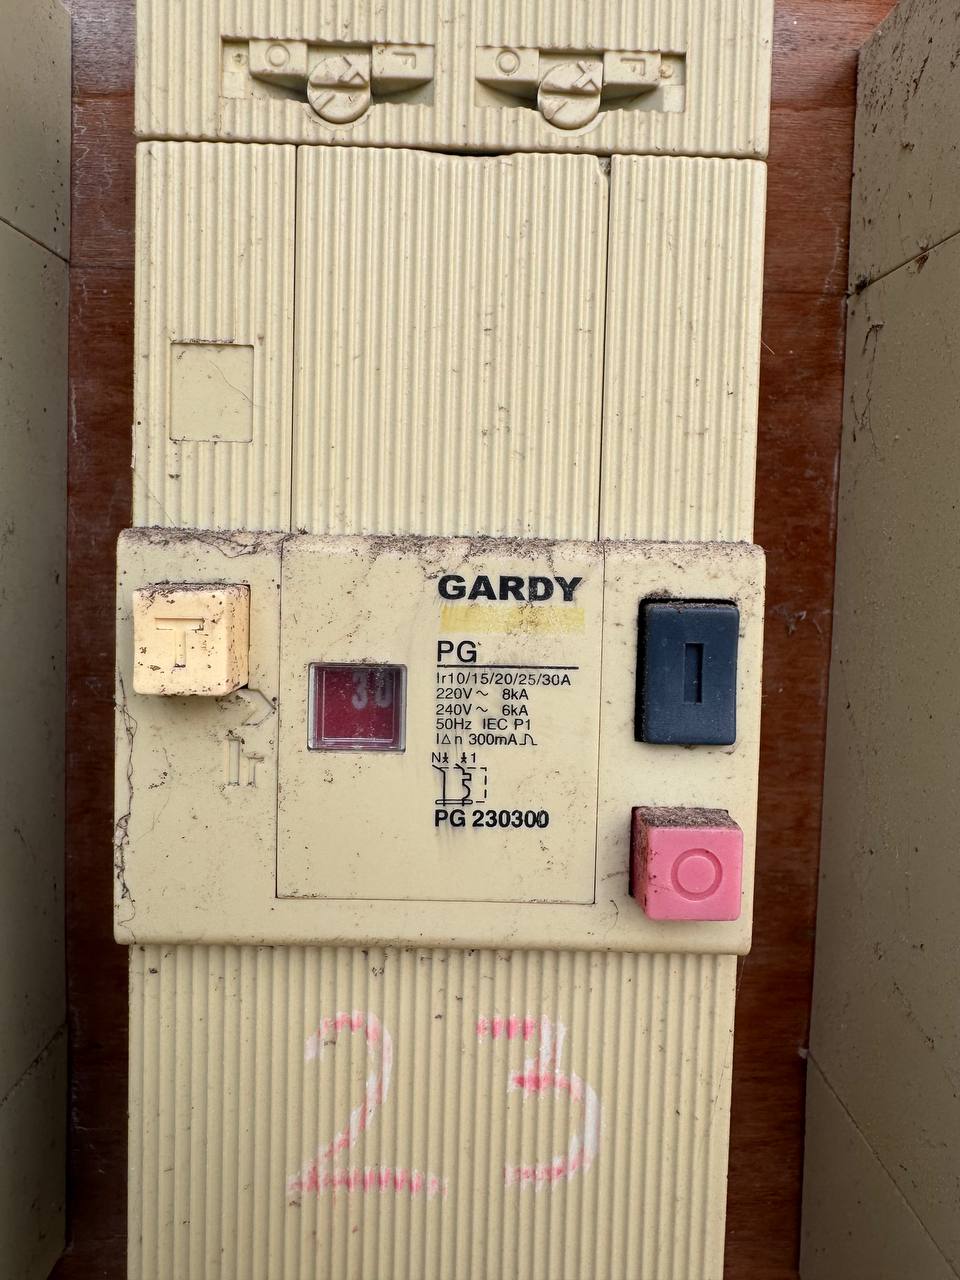 O F O F
GARDY
T
PG
30
Ir10/15/20/25/30A
220V~ 8kA
240V~ 6kA
50Hz IEC P1
I∆n 300mA
Ir
N 1
PG 230300
I
O
23